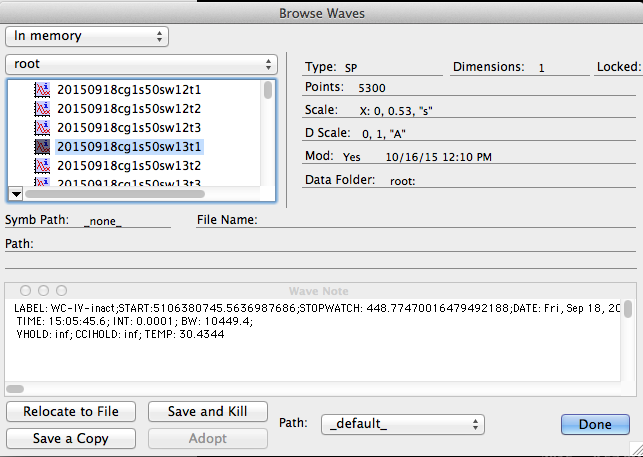 Browse Waves
In memory
root
20150918cg1s50sw12t1
20150918cg1s50sw12t2
20150918cg1s50sw12t3
20150918cg1s50sw13t1
20150918cg1s50sw13t2
20150918cg1s50sw13t3
Type: SP Dimensions: 1 Locked:
Points: 5300
Scale: X: 0, 0.53, "s"
D Scale: 0, 1, "A"
Mod: Yes 10/16/15 12:10 PM
Data Folder: root:
Symb Path: _none_ File Name:
Path:
Wave Note
LABEL: WC-IV-inact;START:5106380745.5636987686;STOPWATCH: 448.77470016479492188;DATE: Fri, Sep 18, 20
TIME: 15:05:45.6; INT: 0.0001; BW: 10449.4;
VHOLD: inf; CCIHOLD: inf; TEMP: 30.4344
Relocate to File Save and Kill Path: _default_ Done
Save a Copy Adopt